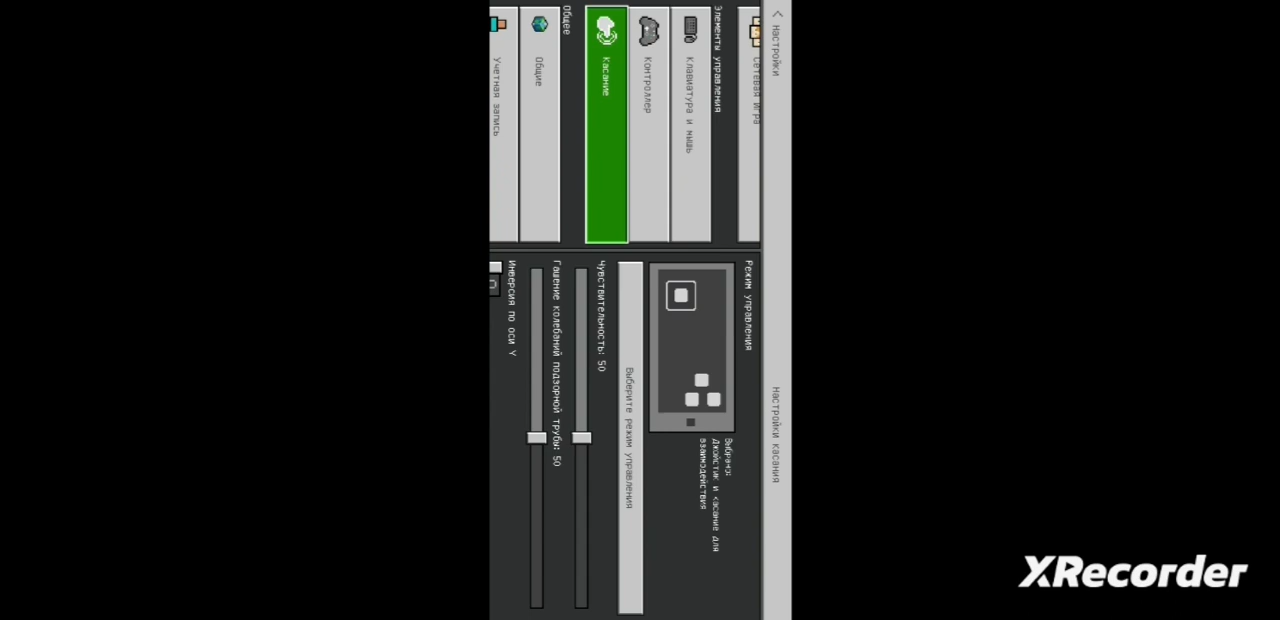 Настройки
Настройки касания
Сетевая игра
Элементы управления
Клавиатура и мышь
Контроллер
Касание
Общее
Общие
Учетная запись
Режим управления
Выбрано:
джойстик и касание для
взаимодействия
Выберите режим управления
Чувствительность: 50
Гашение колебаний подзорной трубы: 50
Инверсия по оси Y
XRecorder